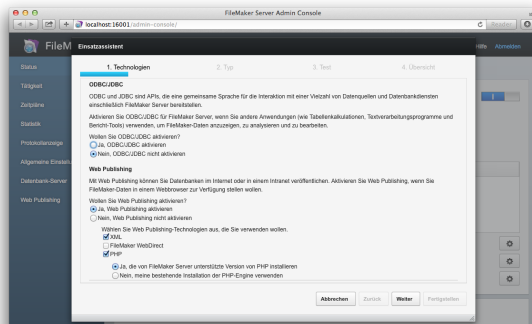 FileMaker Server Admin Console
localhost:16001/admin-console/
Reader
FileM
Einsatzassistent
Hilfe Abmelden
Status
Tätigkeit
Zeitpläne
Statistik
Protokollanzeige
Allgemeine Einstellu
Datenbank-Server
Web Publishing
1. Technologien 2. Typ 3. Test 4. Übersicht
ODBC/JDBC
ODBC und JDBC sind APIs, die eine gemeinsame Sprache für die Interaktion mit einer Vielzahl von Datenquellen und Datenbankdiensten
einschließlich FileMaker Server bereitstellen.
Aktivieren Sie ODBC/JDBC für FileMaker Server, wenn Sie andere Anwendungen (wie Tabellenkalkulationen, Textverarbeitungsprogramme und
Bericht-Tools) verwenden, um FileMaker-Daten anzuzeigen, zu analysieren und zu bearbeiten.
Wollen Sie ODBC/JDBC aktivieren?
Ja, ODBC/JDBC aktivieren
Nein, ODBC/JDBC nicht aktivieren
Web Publishing
Mit Web Publishing können Sie Datenbanken im Internet oder in einem Intranet veröffentlichen. Aktivieren Sie Web Publishing, wenn Sie
FileMaker-Daten in einem Webbrowser zur Verfügung stellen wollen.
Wollen Sie Web Publishing aktivieren?
Ja, Web Publishing aktivieren
Nein, Web Publishing nicht aktivieren
Wählen Sie Web Publishing-Technologien aus, die Sie verwenden wollen.
XML
FileMaker WebDirect
PHP
Ja, die von FileMaker Server unterstützte Version von PHP installieren
Nein, meine bestehende Installation der PHP-Engine verwenden
Abbrechen Zurück Weiter Fertigstellen